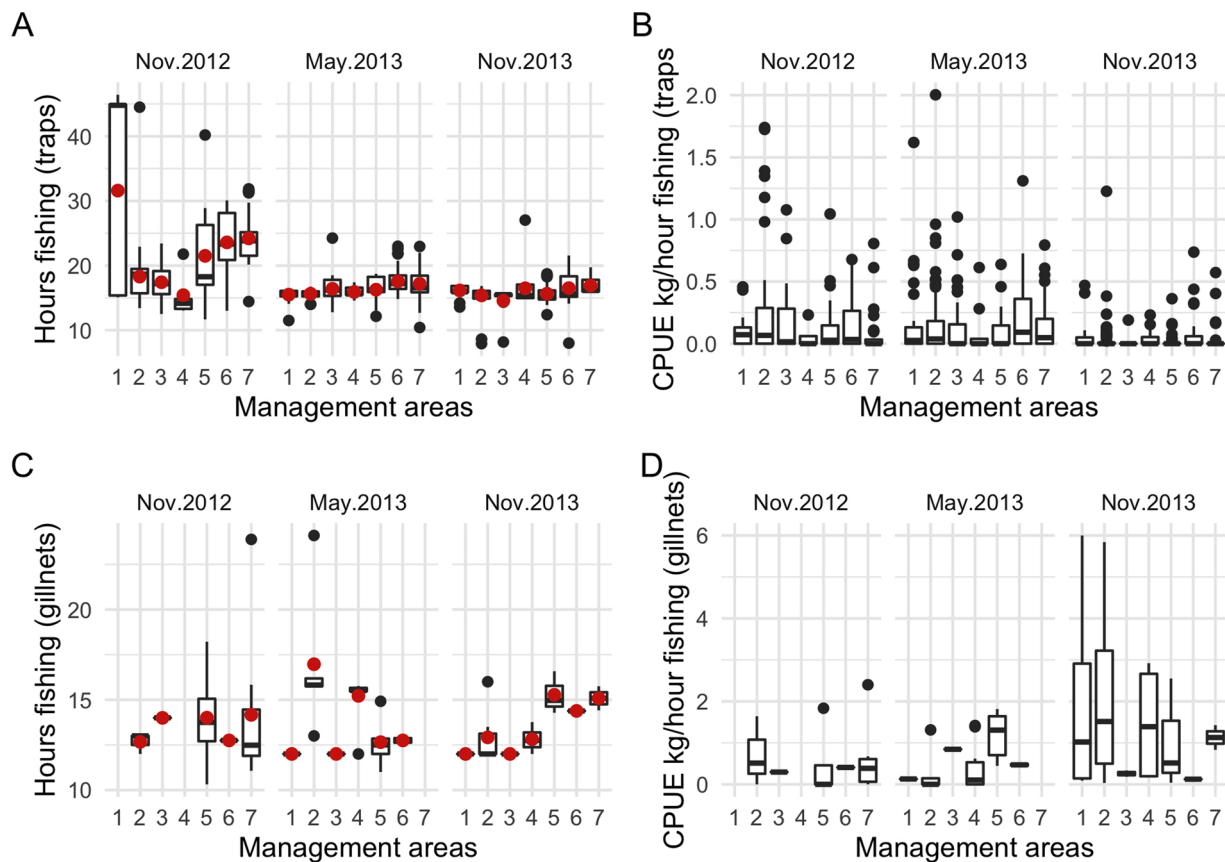 A
Nov.2012 May.2013 Nov.2013
Hours fishing (traps)
40
30
20
10
1 2 3 4 5 6 7 1 2 3 4 5 6 7 1 2 3 4 5 6 7
Management areas
B
Nov.2012 May.2013 Nov.2013
CPUE kg/hour fishing (traps
2.0
1.5
1.0
0.5
0.0
1 2 3 4 5 6 7 1 2 3 4 5 6 7 1 2 3 4 5 6 7
Management areas
C
Nov.2012 May.2013 Nov.2013
Hours fishing (gillnets)
20
15
10
1 2 3 4 5 6 7 1 2 3 4 5 6 7 1 2 3 4 5 6 7
Management areas
D
Nov.2012 May.2013 Nov.2013
CPUE kg/hour fishing (gillnets)
6
4
2
0
1 2 3 4 5 6 7 1 2 3 4 5 6 7 1 2 3 4 5 6 7
Management areas